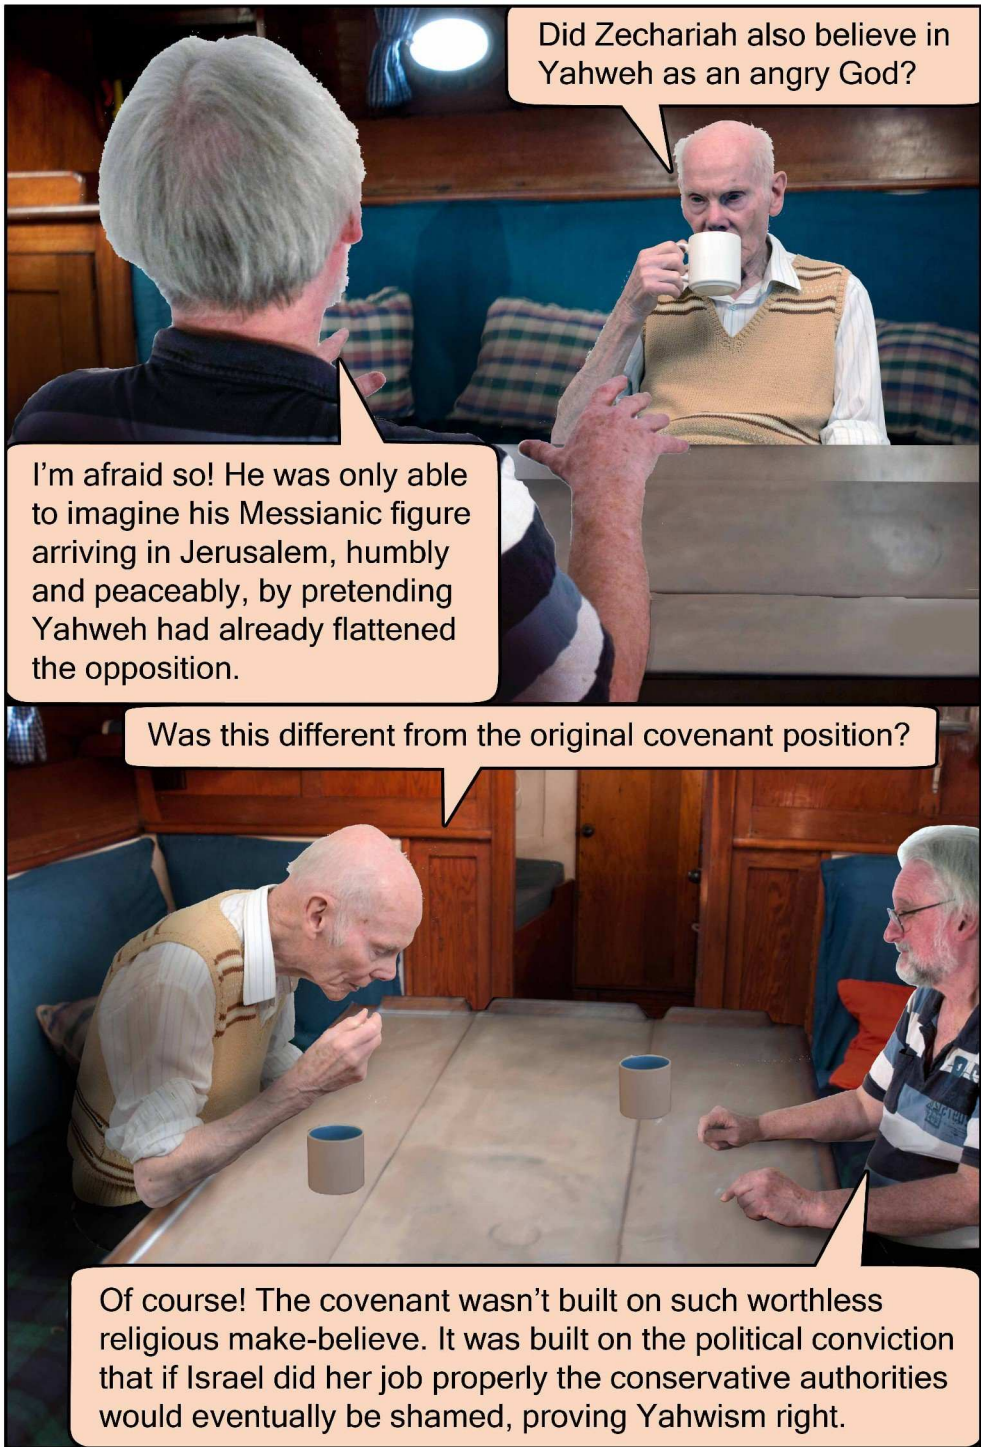 Did Zechariah also believe in
Yahweh as an angry God?
I'm afraid so! He was only able
to imagine his Messianic figure
arriving in Jerusalem, humbly
and peaceably, by pretending
Yahweh had already flattened
the opposition.
Was this different from the original covenant position?
Of course! The covenant wasn't built on such worthless
religious make-believe. It was built on the political conviction
that if Israel did her job properly the conservative authorities
would eventually be shamed, proving Yahwism right.